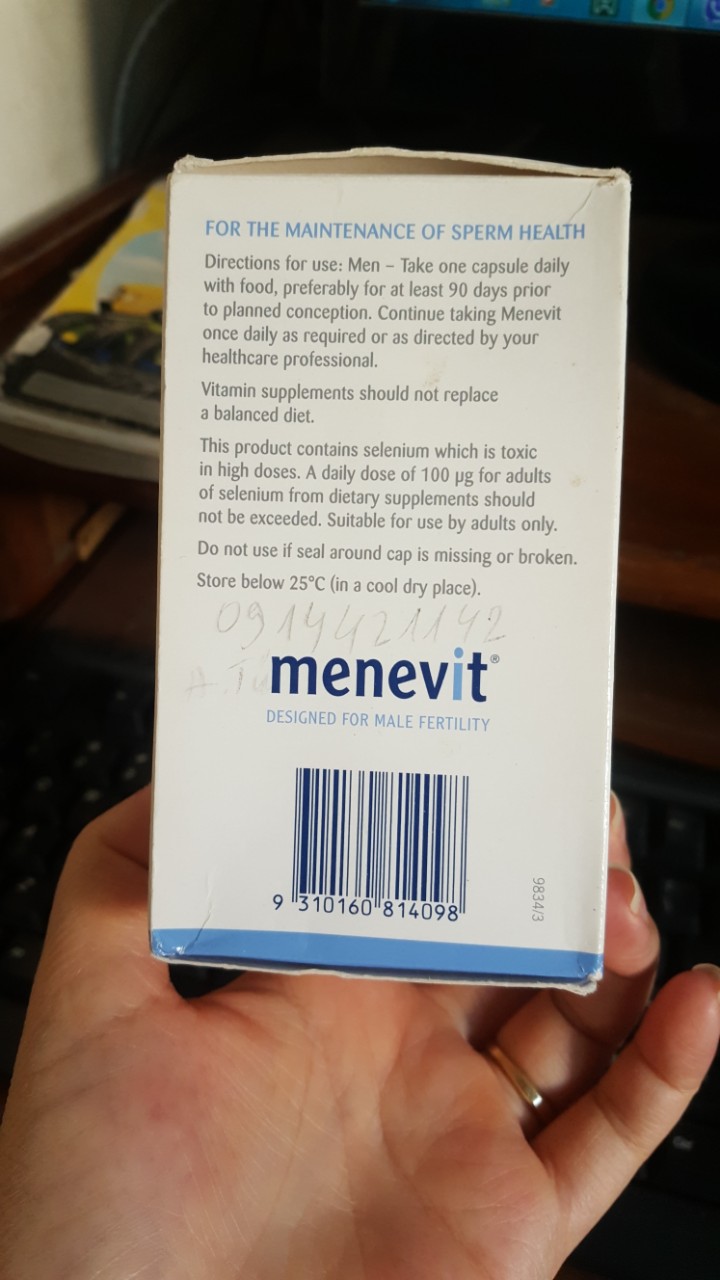 FOR THE MAINTENANCE OF SPERM HEALTH
Directions for use: Men – Take one capsule daily
with food, preferably for at least 90 days prior
to planned conception. Continue taking Menevit
once daily as required or as directed by your
healthcare professional.
Vitamin supplements should not replace
a balanced diet.
This product contains selenium which is toxic
in high doses. A daily dose of 100 µg for adults
of selenium from dietary supplements should
not be exceeded. Suitable for use by adults only.
Do not use if seal around cap is missing or broken.
Store below 25°C (in a cool dry place).
0914421142
menevit®
DESIGNED FOR MALE FERTILITY
9 310160 814098
9834/3